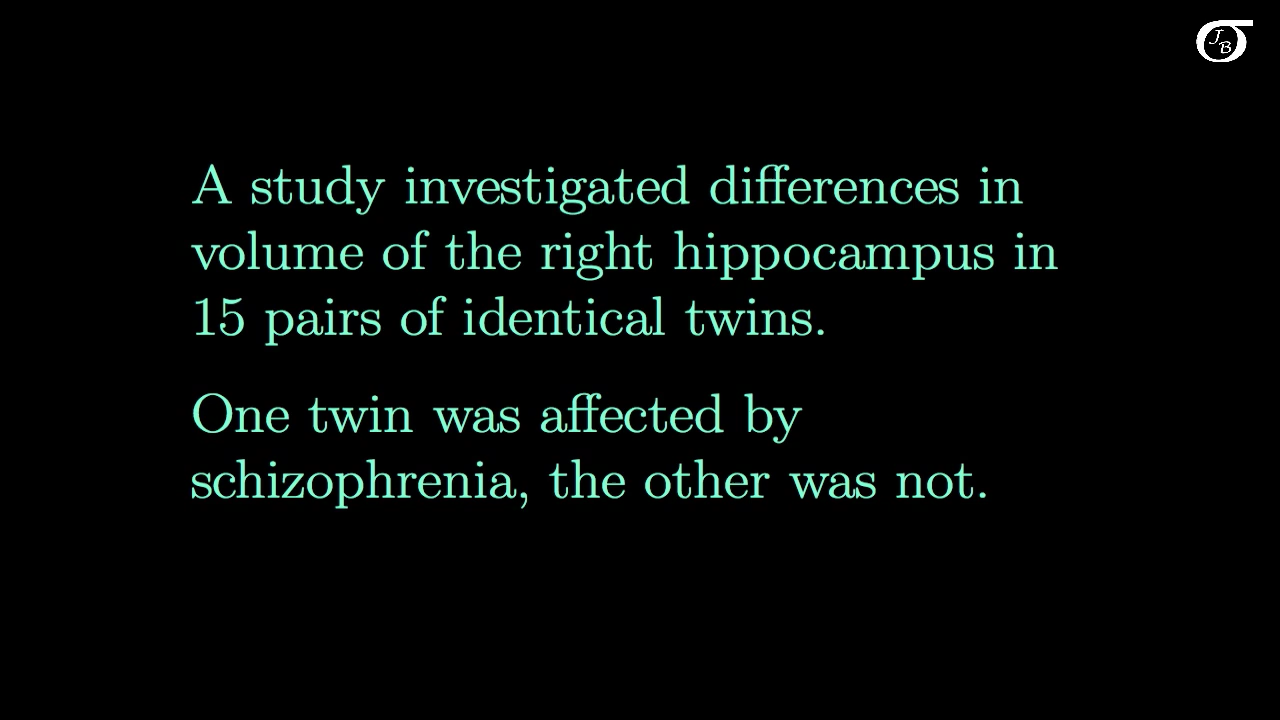 JB
A study investigated differences in
volume of the right hippocampus in
15 pairs of identical twins.
One twin was affected by
schizophrenia, the other was not.